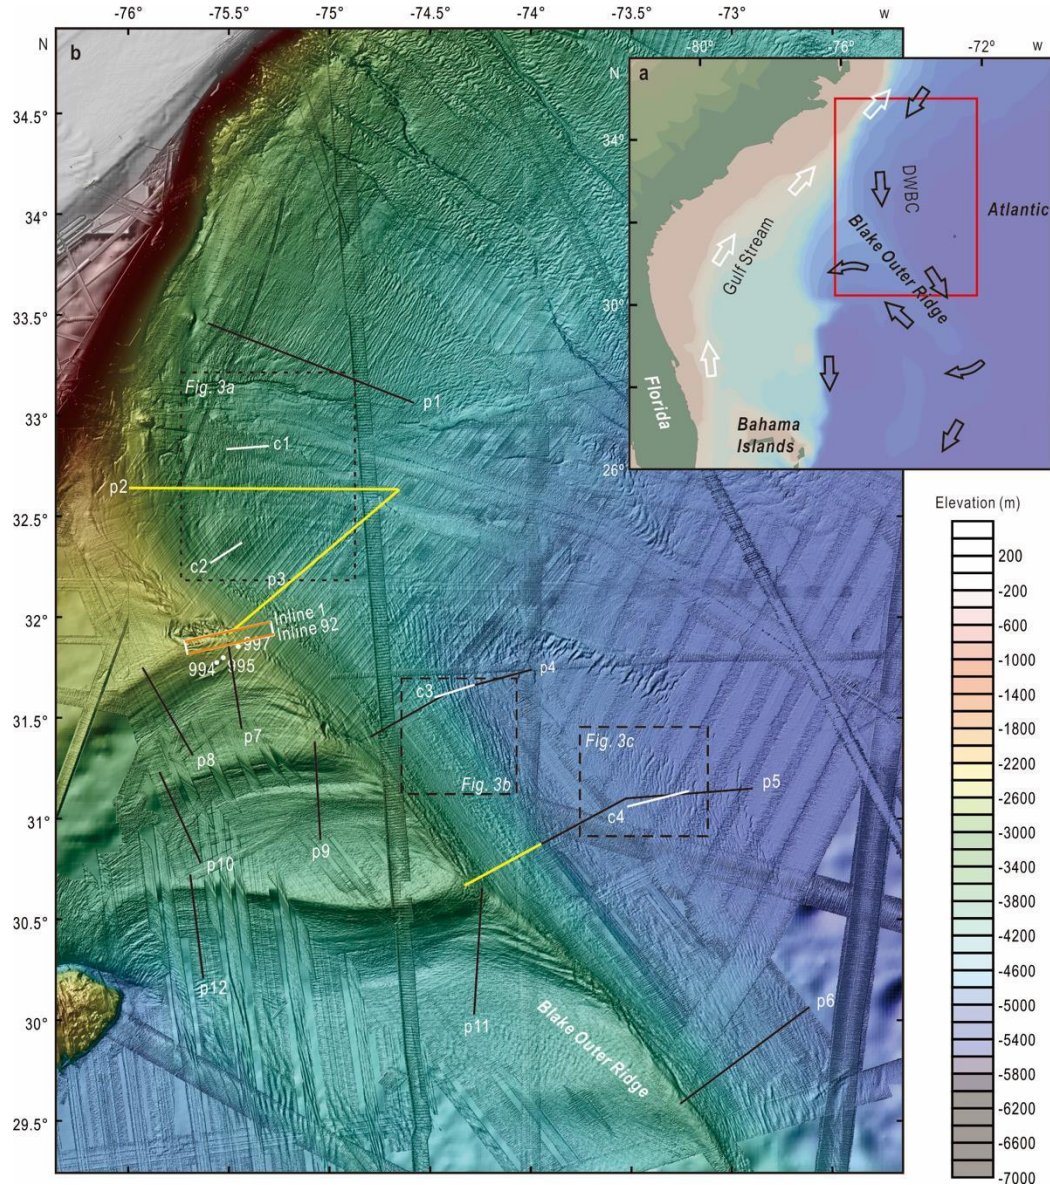 -76° -75.5° -75° -74.5° -74° -73.5° -73° W
N
b
34.5°
34°
33.5°
33°
32.5°
32°
31.5°
31°
30.5°
30°
29.5°
Fig. 3a
p1
c1
p2
c2
p3
Inline 1
Inline 92
997
994 995
p4
c3
p8
p7
Fig. 3c
Fig. 3b
p5
c4
p9
p10
p12
p11
p6
Blake Outer Ridge
-80° -76° -72° W
a
N
34°
30°
26°
DWBC
Atlantic
Gulf Stream
Blake Outer Ridge
Florida
Bahama
Islands
Elevation (m)
200
-200
-600
-1000
-1400
-1800
-2200
-2600
-3000
-3400
-3800
-4200
-4600
-5000
-5400
-5800
-6200
-6600
-7000